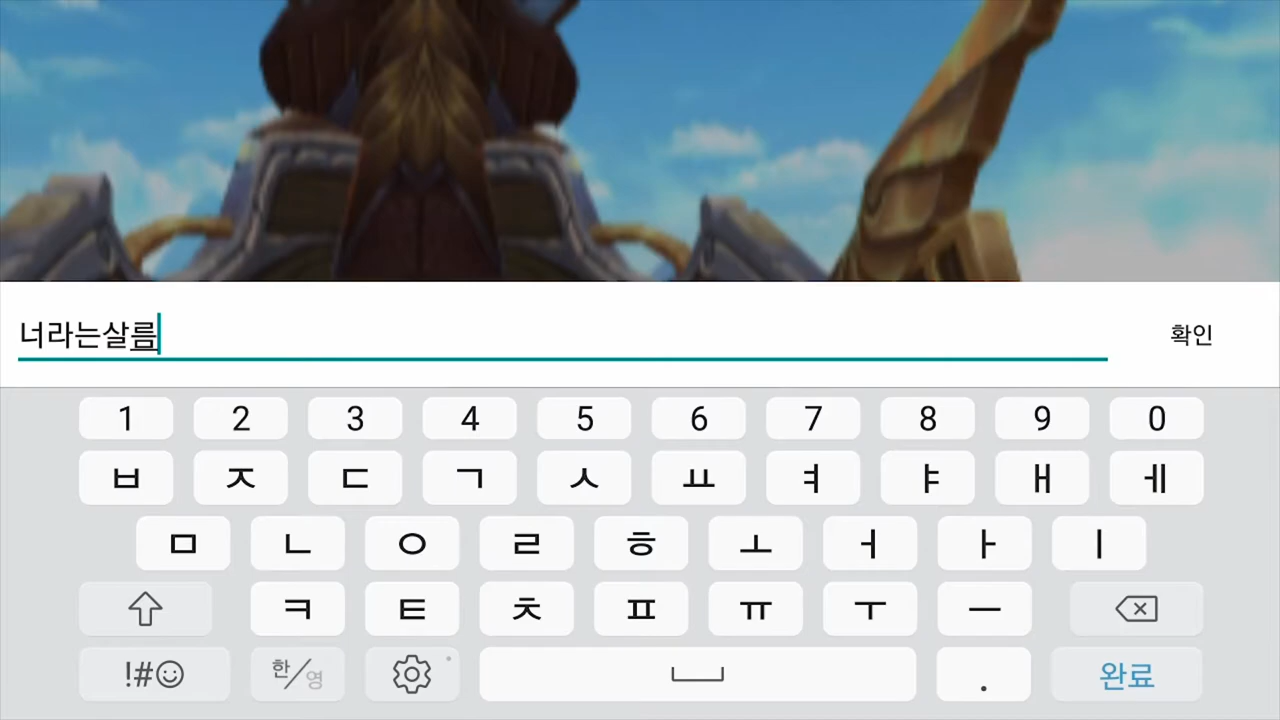 너라는살름
확인
1 2 3 4 5 6 7 8 9 0
ㅂ ㅈ ㄷ ㄱ ㅅ ㅛ ㅕ ㅑ ㅐ ㅔ
ㅁ ㄴ ㅇ ㄹ ㅎ ㅗ ㅓ ㅏ ㅣ
ㅋ ㅌ ㅊ ㅍ ㅠ ㅜ ㅡ
!#☺ 한/영 . 완료